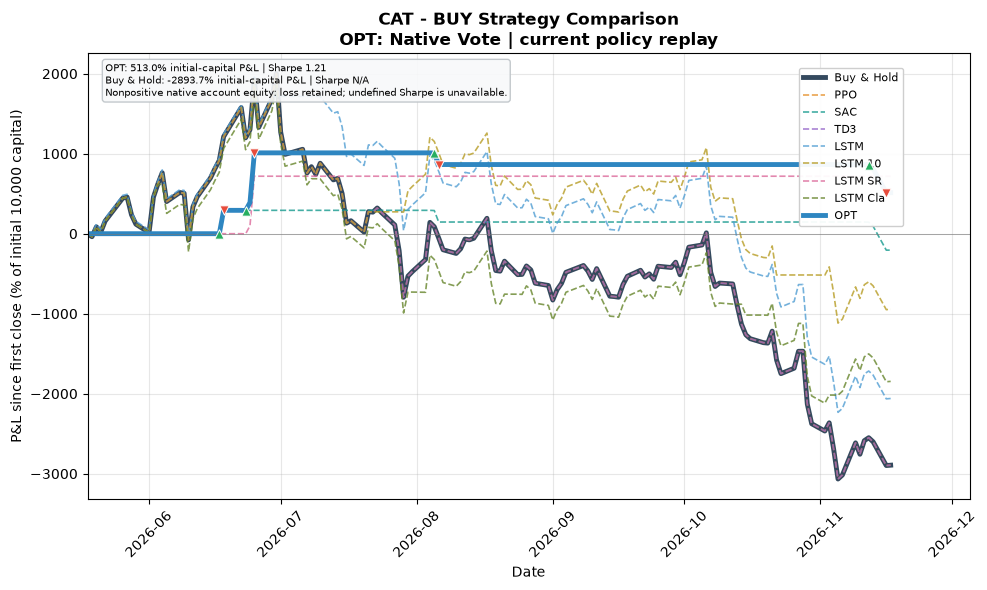 CAT - BUY Strategy Comparison
OPT: Native Vote | current policy replay
OPT: 513.0% initial-capital P&L | Sharpe 1.21
Buy & Hold: -2893.7% initial-capital P&L | Sharpe N/A
Nonpositive native account equity: loss retained; undefined Sharpe is unavailable.
Buy & Hold
PPO
SAC
TD3
LSTM
LSTM 10
LSTM SR
LSTM Cla
OPT
P&L since first close (% of initial 10,000 capital)
2000
1000
0
−1000
−2000
−3000
2026-06
2026-07
2026-08
2026-09
2026-10
2026-11
2026-12
Date